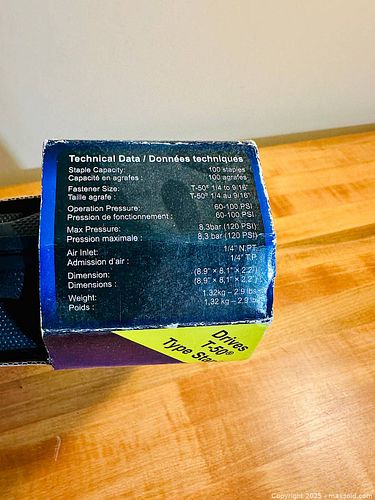 Technical Data / Données techniques
Staple Capacity: 100 staples
Capacité en agrafes : 100 agrafes
Fastener Size: T-50® 1/4 to 9/16"
Taille agrafe : T-50® 1/4 au 9/16"
Operation Pressure: 60-100 PSI
Pression de fonctionnement : 60-100 PSI
Max Pressure: 8.3bar (120 PSI)
Pression maximale : 8.3 bar (120 PSI)
Air Inlet: 1/4" N.P.T.
Admission d'air : 1/4" T.P.
Dimension: (8.9" × 8.1" × 2.2")
Dimensions : (8.9" × 8.1" × 2.2")
Weight: 1.32kg – 2.9 lbs
Poids : 1,32 kg – 2.9 lb
Drives
T-50®
Type
Copyright 2025 - maxsold.com